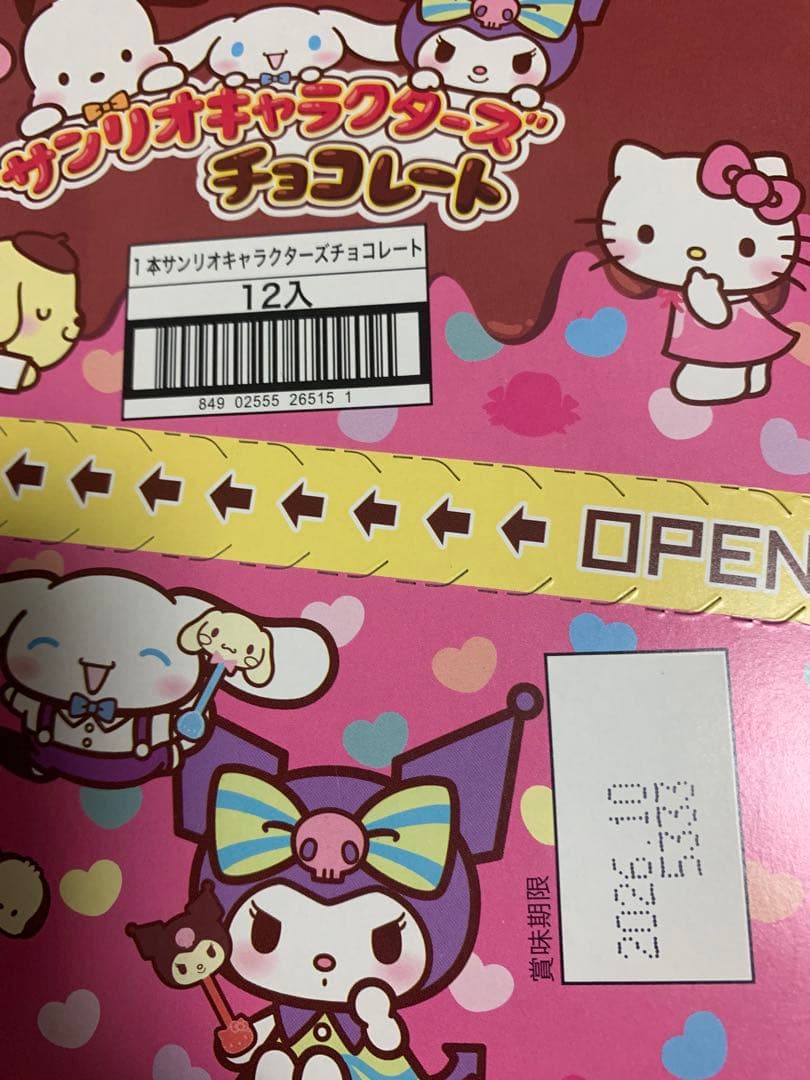 サンリオキャラクターズ
チョコレート
1本サンリオキャラクターズチョコレート
12入
849 02555 26515 1
OPEN
賞味期限
2026.10
5333